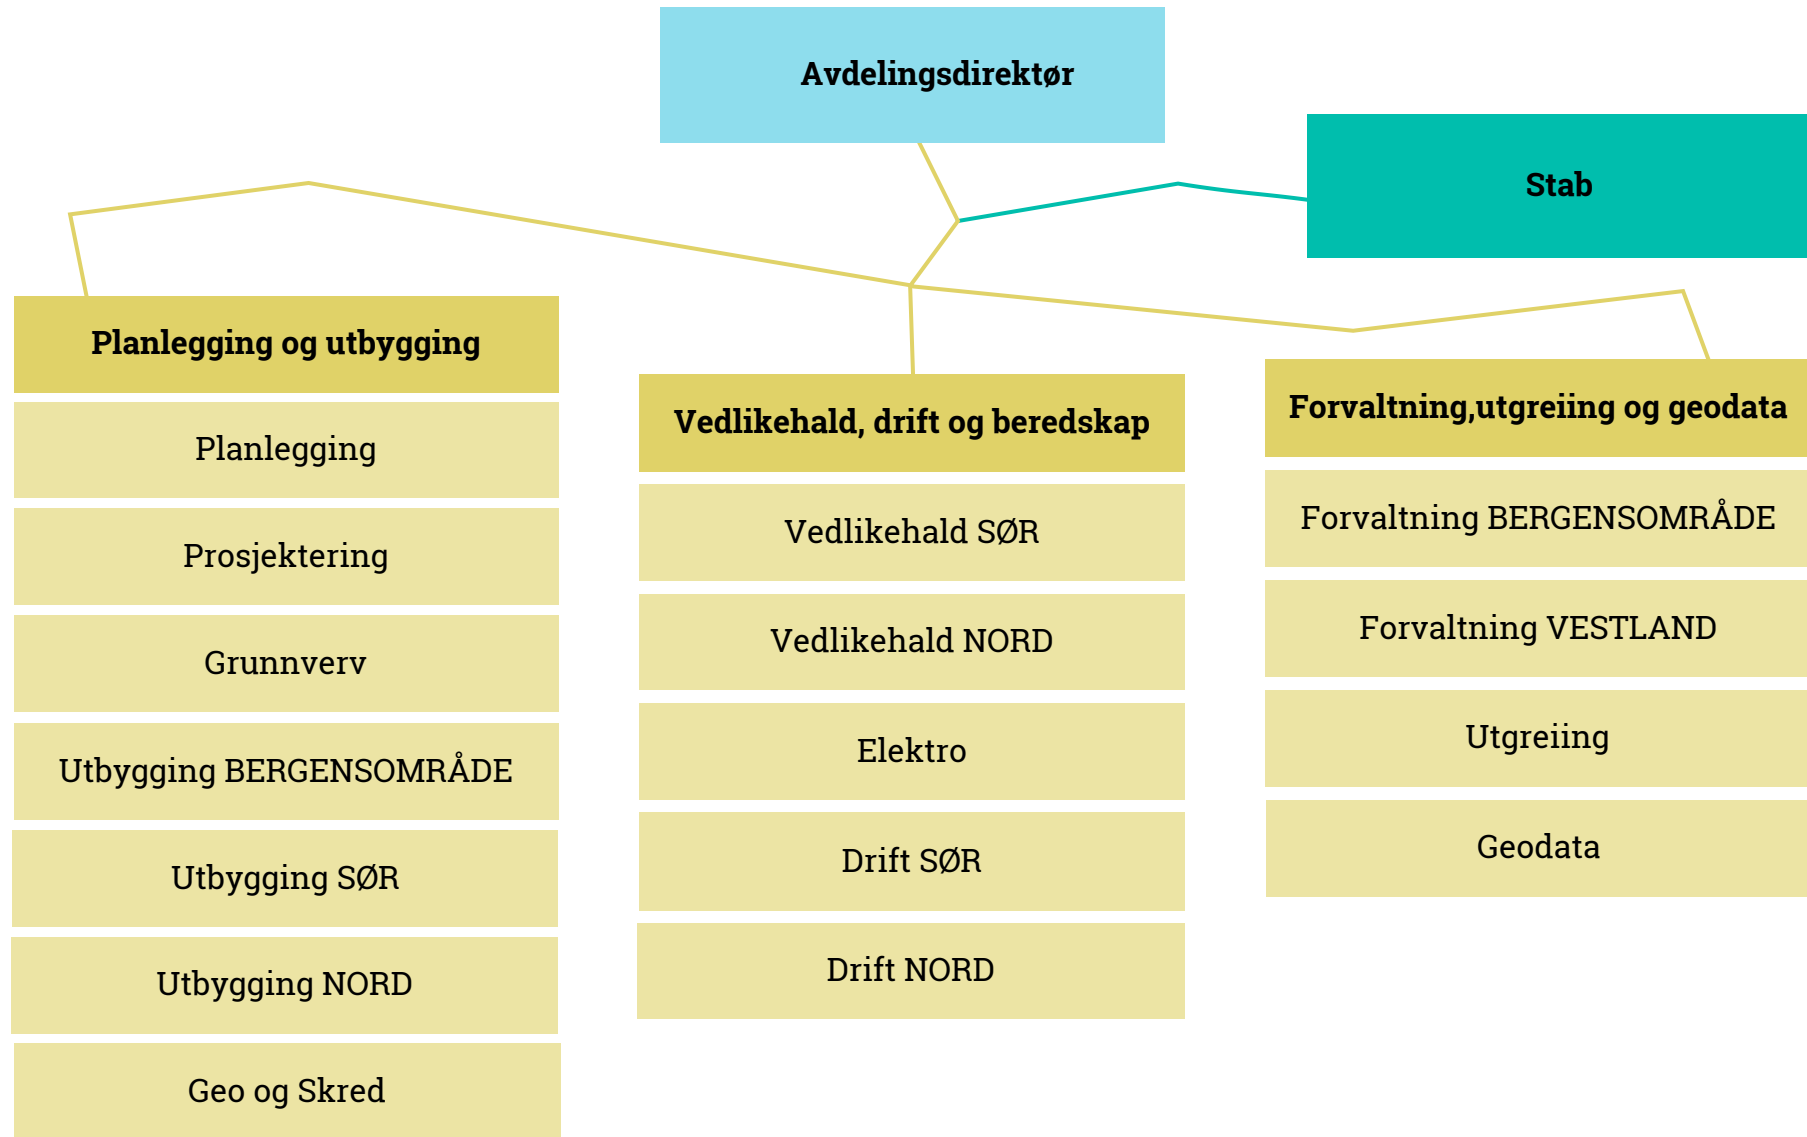 Avdelingsdirektør
Stab
Planlegging og utbygging
Planlegging
Prosjektering
Grunnverv
Utbygging BERGENSOMRÅDE
Utbygging SØR
Utbygging NORD
Geo og Skred
Vedlikehald, drift og beredskap
Vedlikehald SØR
Vedlikehald NORD
Elektro
Drift SØR
Drift NORD
Forvaltning,utgreiing og geodata
Forvaltning BERGENSOMRÅDE
Forvaltning VESTLAND
Utgreiing
Geodata